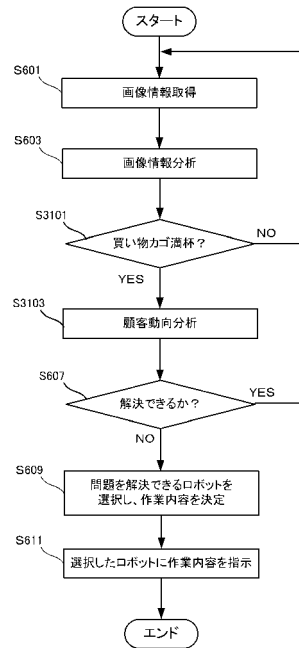 スタート
S601
画像情報取得
S603
画像情報分析
S3101
買い物カゴ満杯？
NO
YES
S3103
顧客動向分析
S607
解決できるか？
YES
NO
S609
問題を解決できるロボットを
選択し、作業内容を決定
S611
選択したロボットに作業内容を指示
エンド